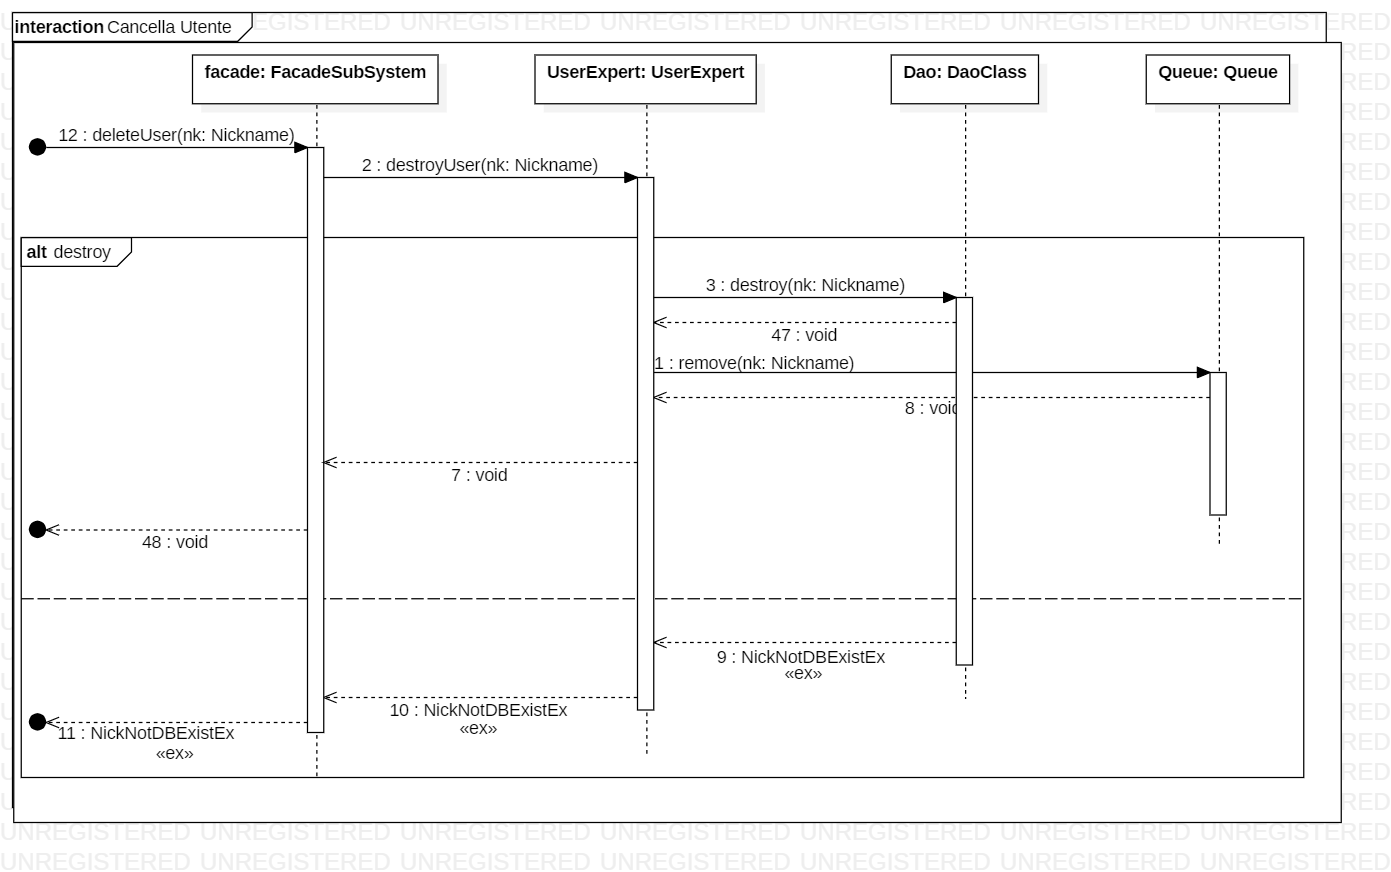 interaction Cancella Utente
facade: FacadeSubSystem
UserExpert: UserExpert
Dao: DaoClass
Queue: Queue
12 : deleteUser(nk: Nickname)
2 : destroyUser(nk: Nickname)
alt destroy
3 : destroy(nk: Nickname)
47 : void
1 : remove(nk: Nickname)
8 : void
7 : void
48 : void
9 : NickNotDBExistEx
«ex»
10 : NickNotDBExistEx
«ex»
11 : NickNotDBExistEx
«ex»
UNREGISTERED UNREGISTERED UNREGISTERED UNREGISTERED UNREGISTERED UNREGISTERED UNREGISTERED
UNREGISTERED UNREGISTERED UNREGISTERED UNREGISTERED UNREGISTERED UNREGISTERED UNREGISTERED